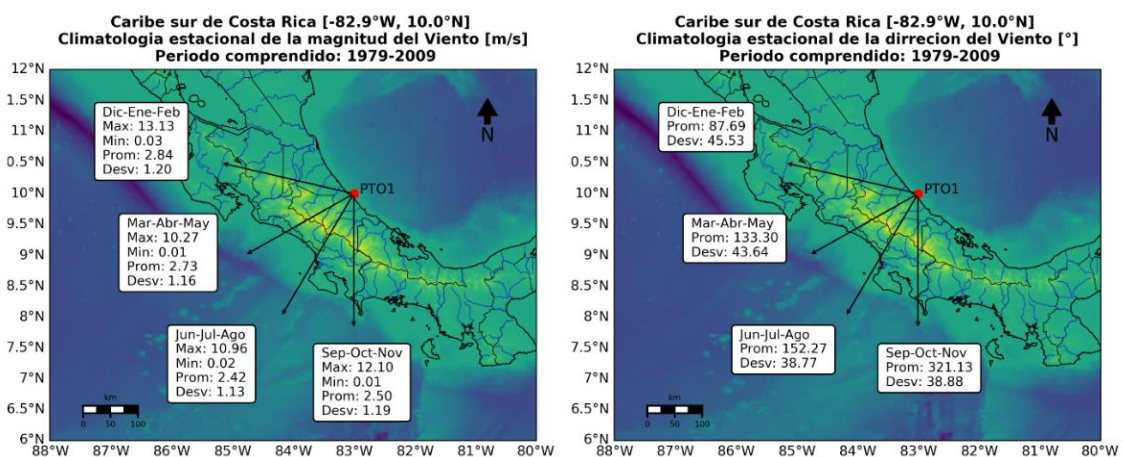 Caribe sur de Costa Rica [-82.9°W, 10.0°N]
Climatologia estacional de la magnitud del Viento [m/s]
Periodo comprendido: 1979-2009
12°N
11.5°N
11°N
10.5°N
10°N
9.5°N
9°N
8.5°N
8°N
7.5°N
7°N
6.5°N
6°N
88°W
87°W
86°W
85°W
84°W
83°W
82°W
81°W
80°W
Dic-Ene-Feb
Max: 13.13
Min: 0.03
Prom: 2.84
Desv: 1.20
N
PTO1
Mar-Abr-May
Max: 10.27
Min: 0.01
Prom: 2.73
Desv: 1.16
Jun-Jul-Ago
Max: 10.96
Min: 0.02
Prom: 2.42
Desv: 1.13
Sep-Oct-Nov
Max: 12.10
Min: 0.01
Prom: 2.50
Desv: 1.19
km
0 50 100
Caribe sur de Costa Rica [-82.9°W, 10.0°N]
Climatologia estacional de la dirrecion del Viento [°]
Periodo comprendido: 1979-2009
12°N
11.5°N
11°N
10.5°N
10°N
9.5°N
9°N
8.5°N
8°N
7.5°N
7°N
6.5°N
6°N
88°W
87°W
86°W
85°W
84°W
83°W
82°W
81°W
80°W
Dic-Ene-Feb
Prom: 87.69
Desv: 45.53
N
PTO1
Mar-Abr-May
Prom: 133.30
Desv: 43.64
Jun-Jul-Ago
Prom: 152.27
Desv: 38.77
Sep-Oct-Nov
Prom: 321.13
Desv: 38.88
km
0 50 100